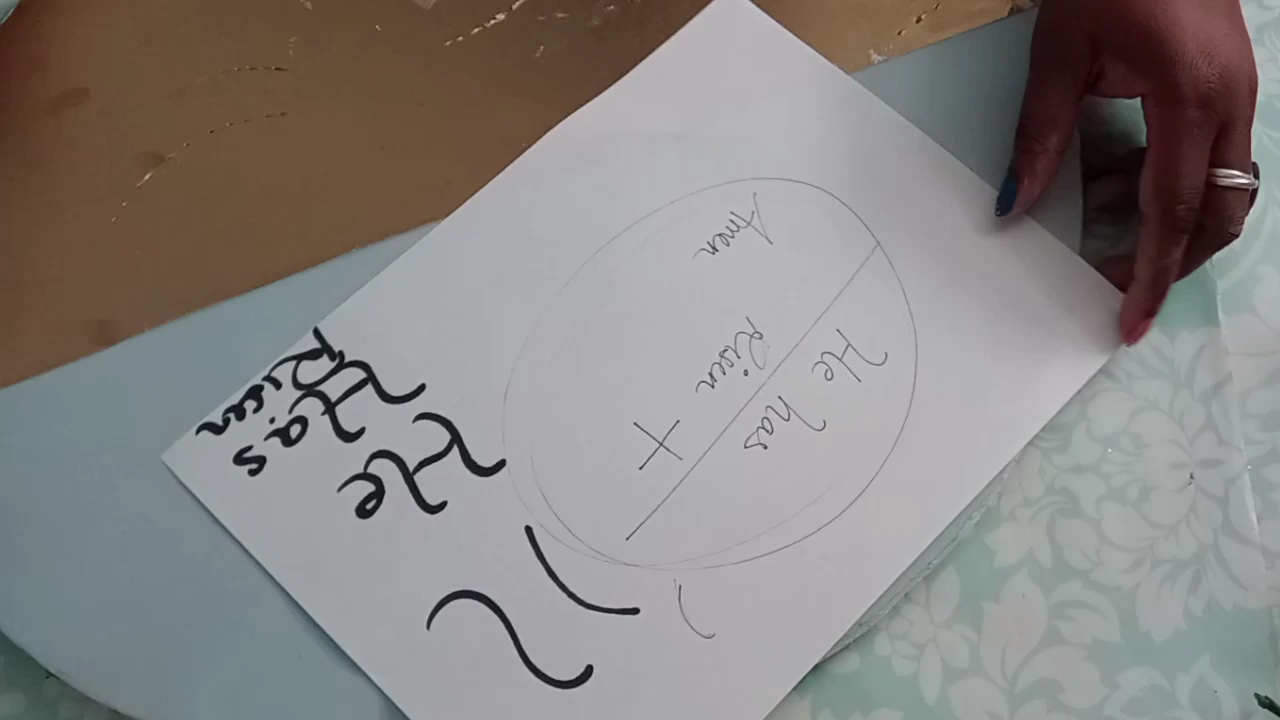 He has
Risen +
Amen
He
Has
Risen